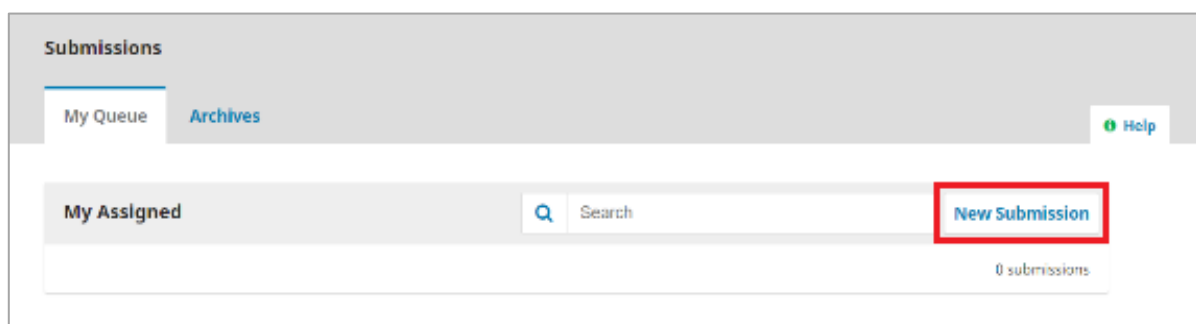 Submissions
My Queue Archives
Help
My Assigned Search New Submission
0 submissions